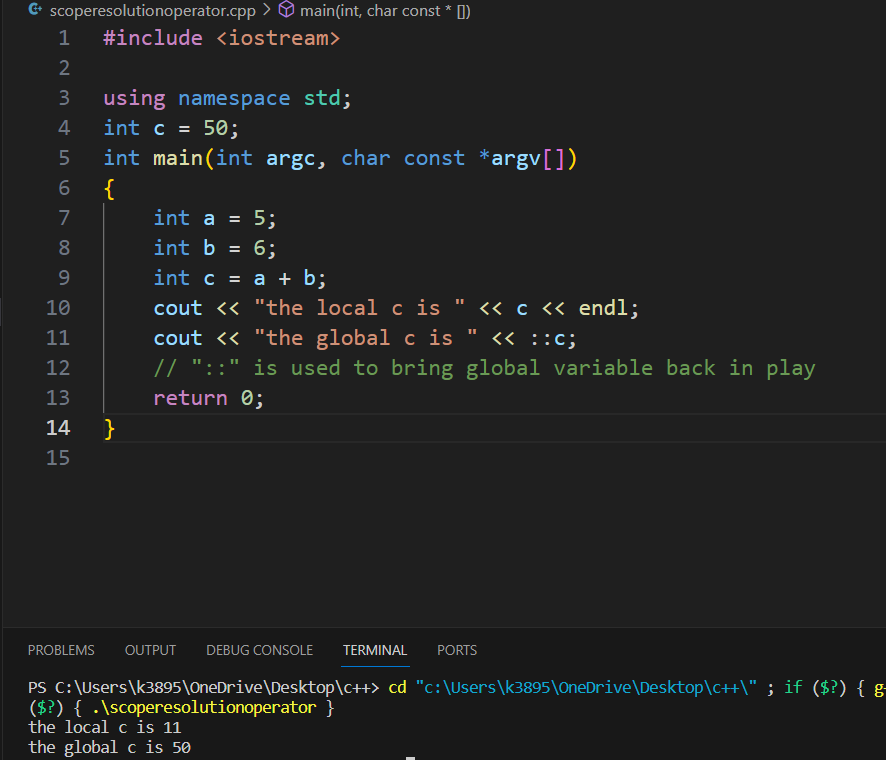 scoperesolutionoperator.cpp > main(int, char const * [])
1 #include <iostream>
2
3 using namespace std;
4 int c = 50;
5 int main(int argc, char const *argv[])
6 {
7 int a = 5;
8 int b = 6;
9 int c = a + b;
10 cout << "the local c is " << c << endl;
11 cout << "the global c is " << ::c;
12 // "::" is used to bring global variable back in play
13 return 0;
14 }
15
PROBLEMS OUTPUT DEBUG CONSOLE TERMINAL PORTS
PS C:\Users\k3895\OneDrive\Desktop\c++> cd "c:\Users\k3895\OneDrive\Desktop\c++\" ; if ($?) { g
($?) { .\scoperesolutionoperator }
the local c is 11
the global c is 50